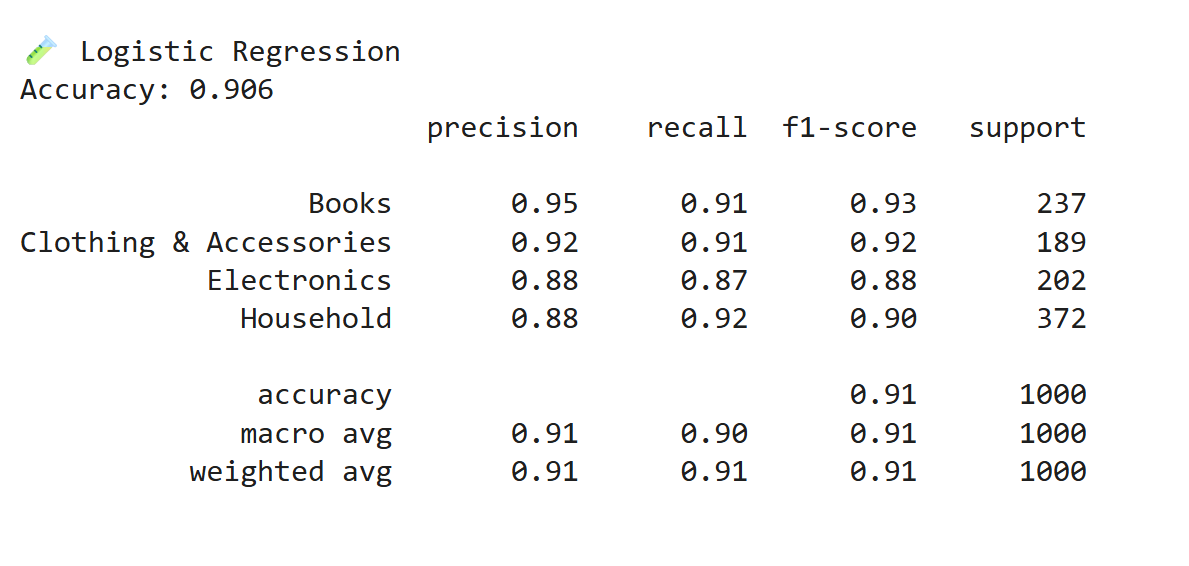 🧪 Logistic Regression
Accuracy: 0.906
precision recall f1-score support
Books 0.95 0.91 0.93 237
Clothing & Accessories 0.92 0.91 0.92 189
Electronics 0.88 0.87 0.88 202
Household 0.88 0.92 0.90 372
accuracy 0.91 1000
macro avg 0.91 0.90 0.91 1000
weighted avg 0.91 0.91 0.91 1000